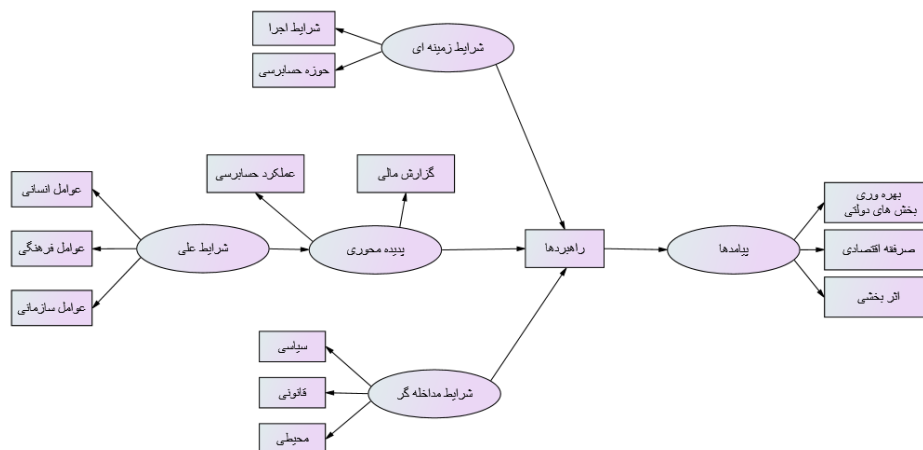 شرایط اجرا
شرایط زمینه ای
حوزه حسابرسی
گزارش مالی
عملکرد حسابرسی
عوامل انسانی
عوامل فرهنگی
عوامل سازمانی
شرایط علی
پدیده محوری
راهبردها
پیامدها
بهره وری
بخش های دولتی
صرفته اقتصادی
اثر بخشی
سیاسی
قانونی
محیطی
شرایط مداخله گر